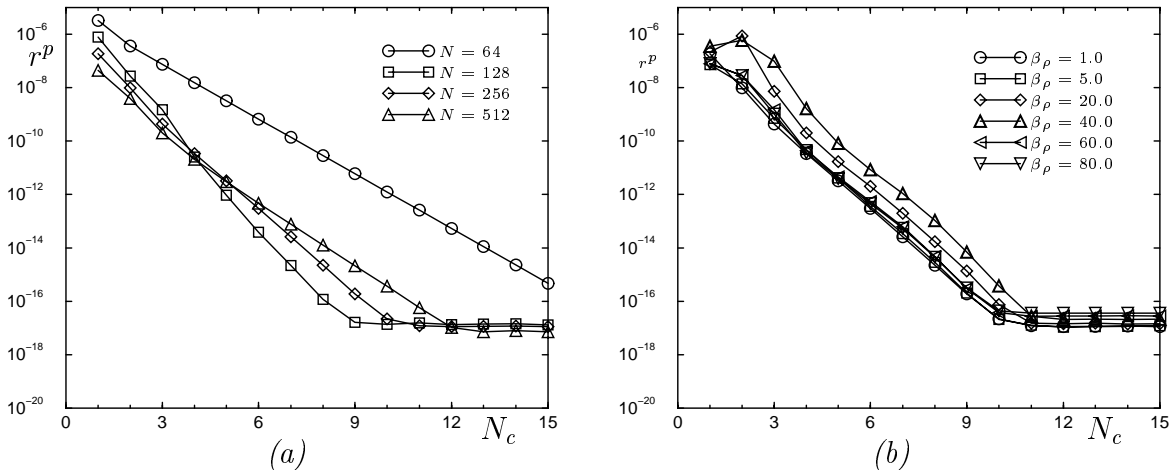 10^-6
r^p
10^-8
10^-10
10^-12
10^-14
10^-16
10^-18
10^-20
0 3 6 9 12 15
N_c
N = 64
N = 128
N = 256
N = 512
(a)
10^-6
r^p
10^-8
10^-10
10^-12
10^-14
10^-16
10^-18
10^-20
0 3 6 9 12 15
N_c
β_ρ = 1.0
β_ρ = 5.0
β_ρ = 20.0
β_ρ = 40.0
β_ρ = 60.0
β_ρ = 80.0
(b)